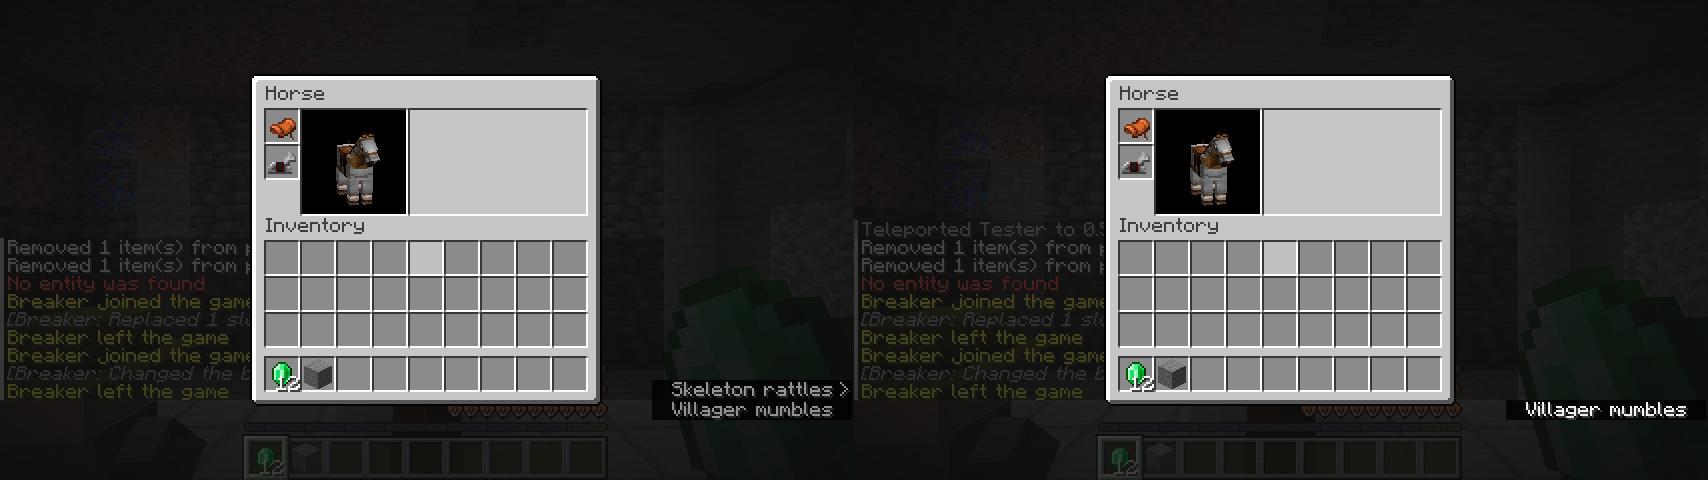 Horse
Inventory
Removed 1 item(s) from
Removed 1 item(s) from
No entity was found
Breaker joined the game
[Breaker: Replaced 1
Breaker left the game
Breaker joined the game
[Breaker: Changed the
Breaker left the game
12
Skeleton rattles >
Villager mumbles
12
Horse
Inventory
Teleported Tester to
Removed 1 item(s) from
Removed 1 item(s) from
No entity was found
Breaker joined the game
[Breaker: Replaced 1
Breaker left the game
Breaker joined the game
[Breaker: Changed the
Breaker left the game
12
Villager mumbles
12